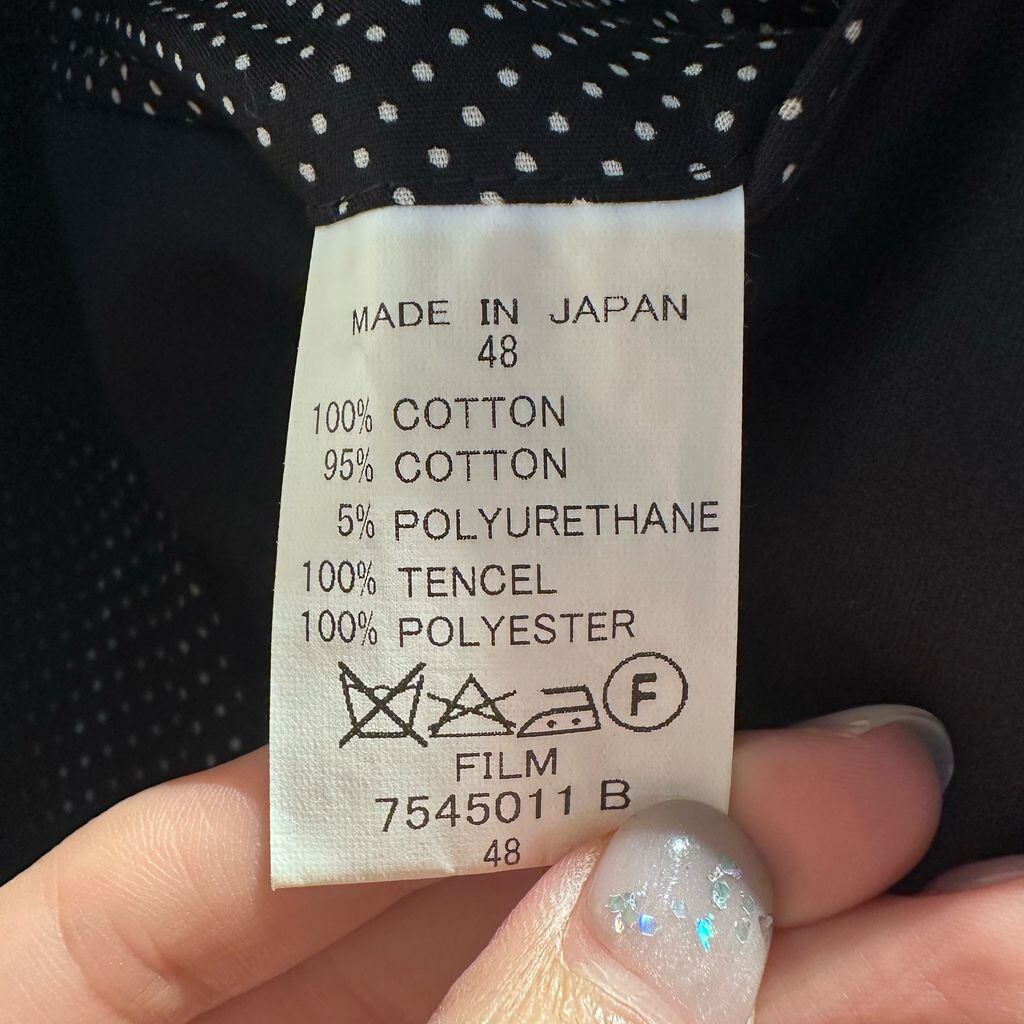 MADE IN JAPAN
48
100% COTTON
95% COTTON
5% POLYURETHANE
100% TENCEL
100% POLYESTER
F
FILM
7545011 B
48